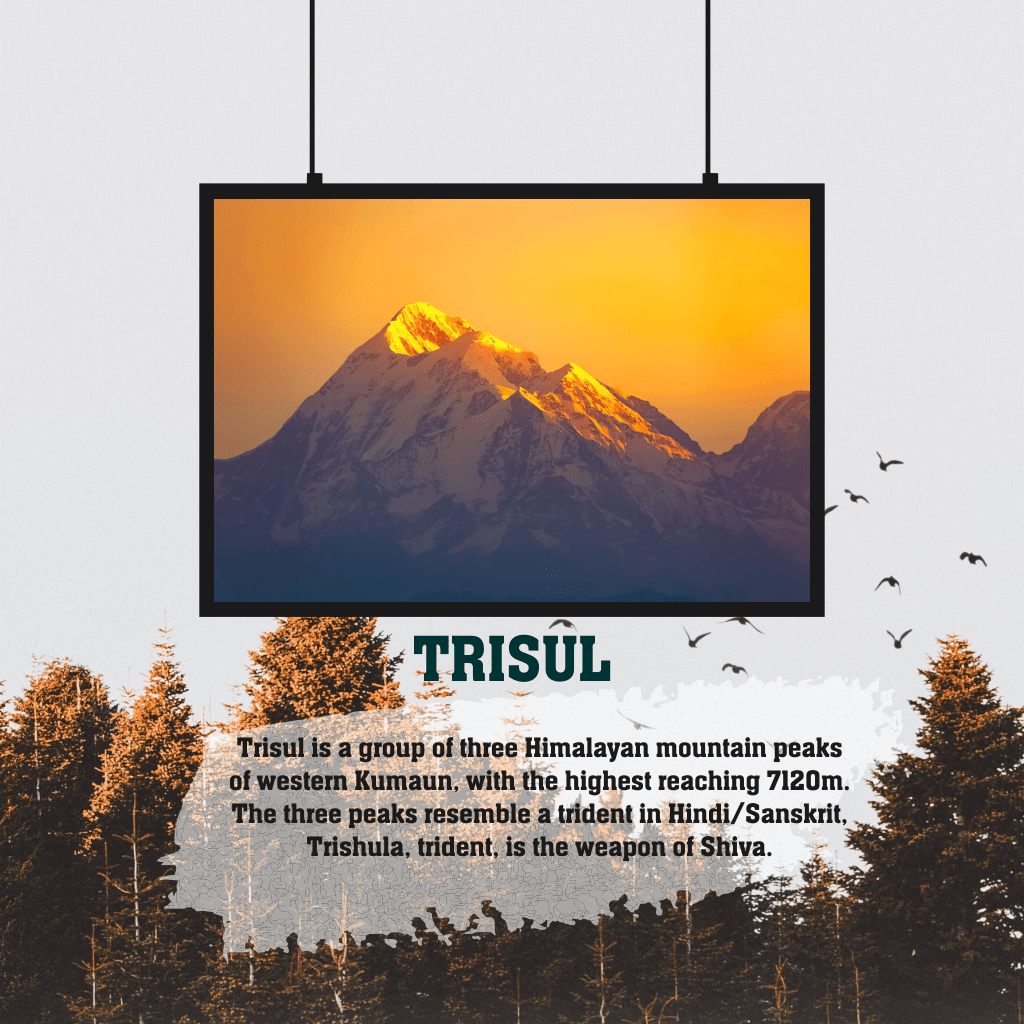 TRISUL
Trisul is a group of three Himalayan mountain peaks
of western Kumaun, with the highest reaching 7120m.
The three peaks resemble a trident in Hindi/Sanskrit,
Trishula, trident, is the weapon of Shiva.